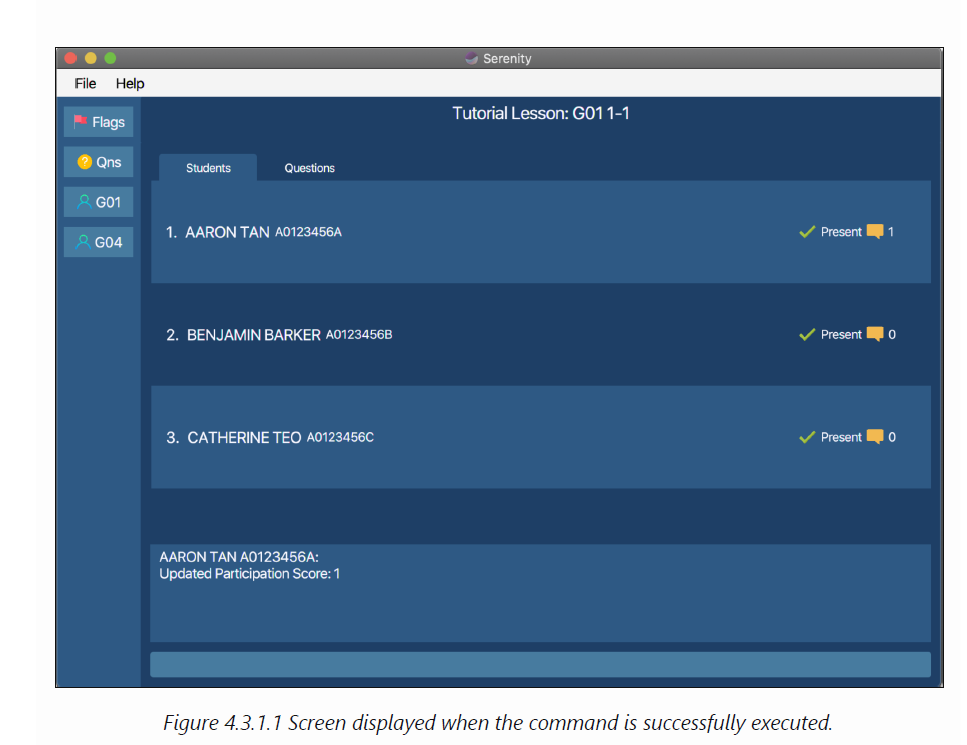 Serenity
File Help
Flags
Qns
G01
G04
Tutorial Lesson: G01 1-1
Students Questions
1. AARON TAN A0123456A Present 1
2. BENJAMIN BARKER A0123456B Present 0
3. CATHERINE TEO A0123456C Present 0
AARON TAN A0123456A:
Updated Participation Score: 1
Figure 4.3.1.1 Screen displayed when the command is successfully executed.